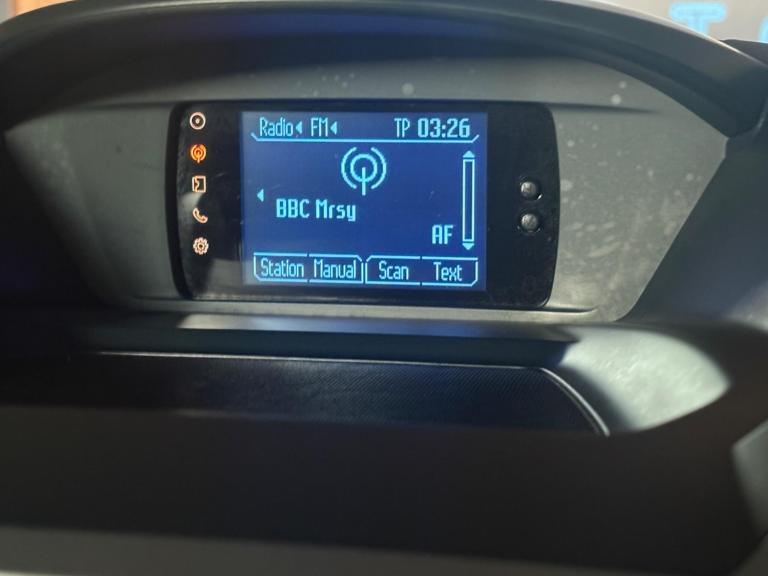 Radio FM TP 03:26
BBC Mrsy
AF
Station Manual Scan Text